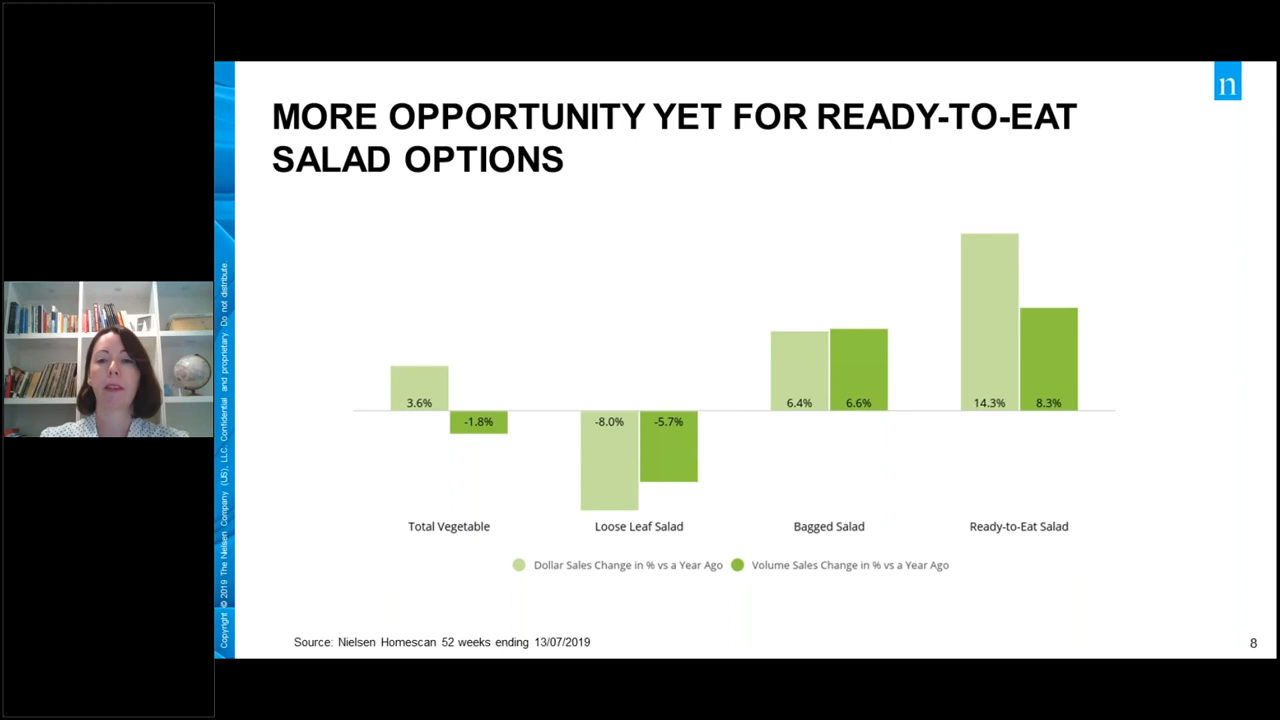 n
MORE OPPORTUNITY YET FOR READY-TO-EAT
SALAD OPTIONS
3.6%
-1.8%
-8.0%
-5.7%
6.4%
6.6%
14.3%
8.3%
Total Vegetable
Loose Leaf Salad
Bagged Salad
Ready-to-Eat Salad
Dollar Sales Change in % vs a Year Ago
Volume Sales Change in % vs a Year Ago
Source: Nielsen Homescan 52 weeks ending 13/07/2019
8
Copyright © 2019 The Nielsen Company (US), LLC. Confidential and proprietary. Do not distribute.